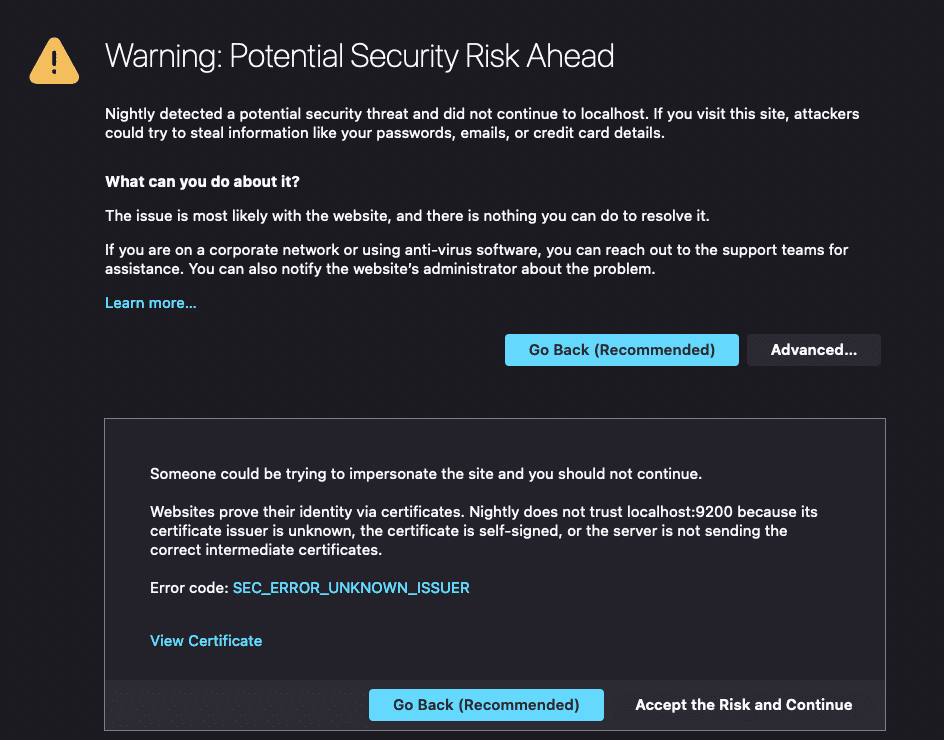 Warning: Potential Security Risk Ahead
Nightly detected a potential security threat and did not continue to localhost. If you visit this site, attackers
could try to steal information like your passwords, emails, or credit card details.
What can you do about it?
The issue is most likely with the website, and there is nothing you can do to resolve it.
If you are on a corporate network or using anti-virus software, you can reach out to the support teams for
assistance. You can also notify the website’s administrator about the problem.
Learn more…
Go Back (Recommended) Advanced...
Someone could be trying to impersonate the site and you should not continue.
Websites prove their identity via certificates. Nightly does not trust localhost:9200 because its
certificate issuer is unknown, the certificate is self-signed, or the server is not sending the
correct intermediate certificates.
Error code: SEC_ERROR_UNKNOWN_ISSUER
View Certificate
Go Back (Recommended) Accept the Risk and Continue